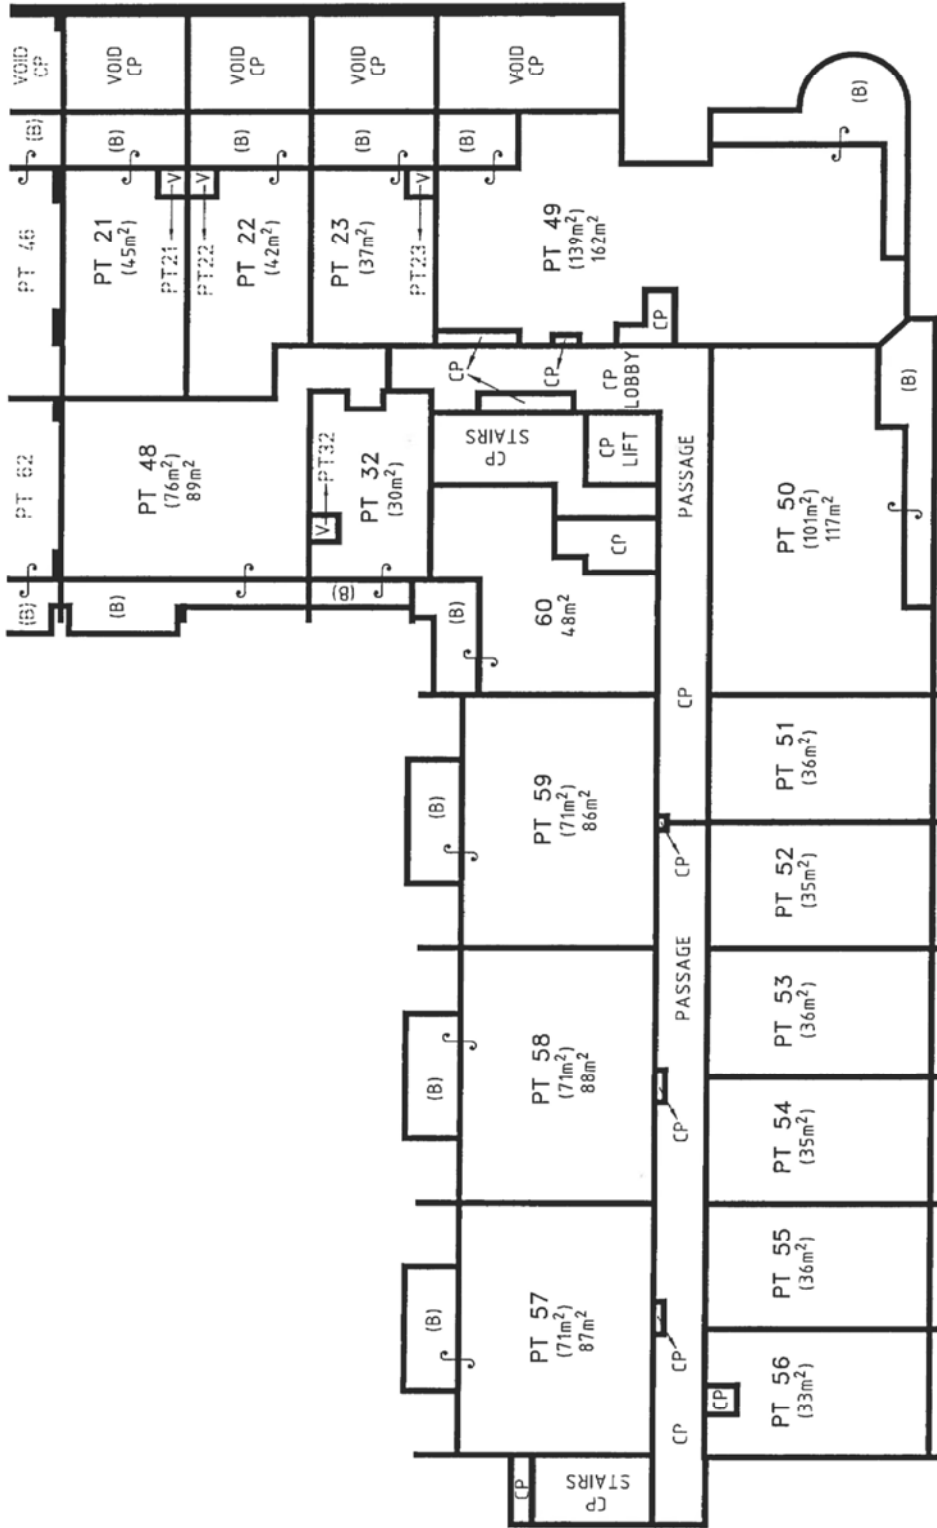 VOID
CP
VOID
CP
VOID
CP
VOID
CP
VOID
CP
(B)
(B)
(B)
(B)
(B)
(B)
PT 46
PT 21
(45m²)
V
PT21
V
PT22
PT 22
(42m²)
PT 23
(37m²)
V
PT23
PT 49
(139m²)
162m²
CP
CP
CP
CP
LOBBY
PT 62
PT 48
(76m²)
89m²
PT32
V
PT 32
(30m²)
CP
STAIRS
CP
LIFT
PASSAGE
PT 50
(101m²)
117m²
(B)
(B)
(B)
(B)
(B)
60
48m²
CP
CP
PT 51
(36m²)
(B)
PT 59
(71m²)
86m²
CP
PT 52
(35m²)
PASSAGE
PT 53
(36m²)
(B)
PT 58
(71m²)
88m²
CP
PT 54
(35m²)
PT 55
(36m²)
(B)
PT 57
(71m²)
87m²
CP
CP
PT 56
(33m²)
CP
CP
CP
STAIRS